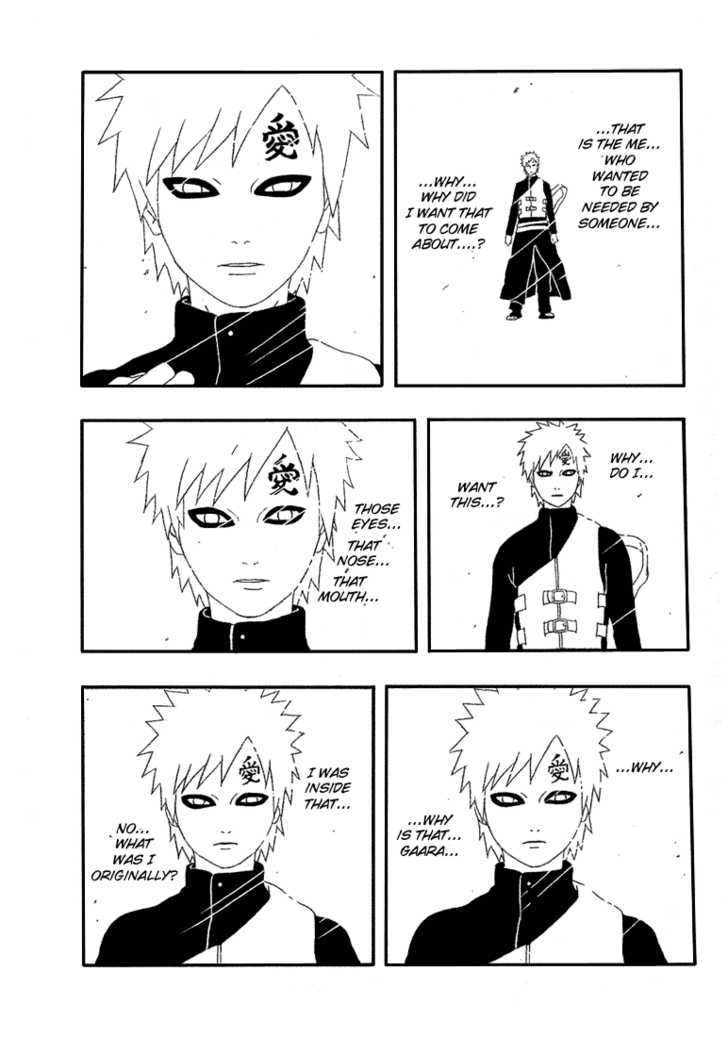 ...THAT
IS THE ME...
WHO
WANTED
TO BE
NEEDED BY
SOMEONE...
...WHY...
WHY DID
I WANT THAT
TO COME
ABOUT....?
愛
WHY...
DO I...
愛
WANT
THIS...?
愛
THOSE
EYES...
THAT
NOSE...
THAT
MOUTH...
...WHY...
愛
...WHY
IS THAT...
GAARA...
I WAS
INSIDE
THAT...
愛
NO...
WHAT
WAS I
ORIGINALLY?